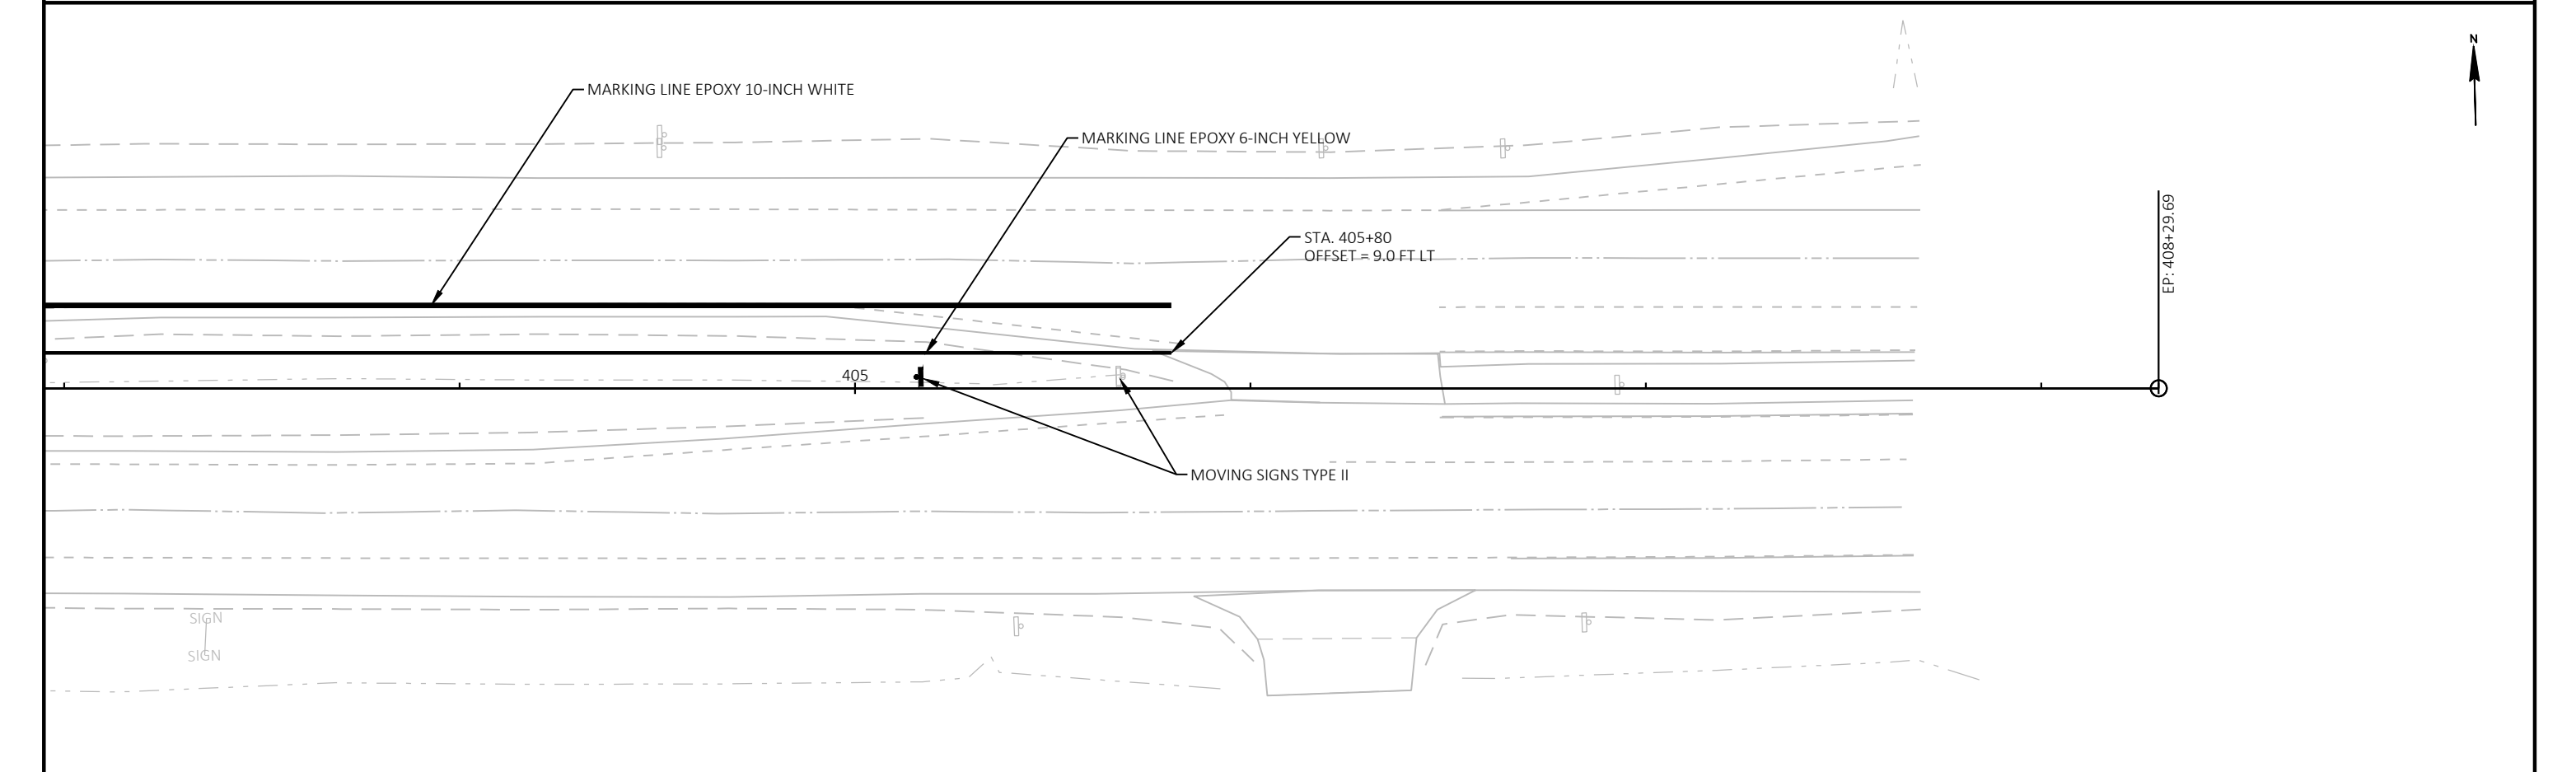 N
MARKING LINE EPOXY 10-INCH WHITE
MARKING LINE EPOXY 6-INCH YELLOW
STA. 405+80
OFFSET = 9.0 FT LT
EP: 408+29.69
405
MOVING SIGNS TYPE II
SIGN
SIGN